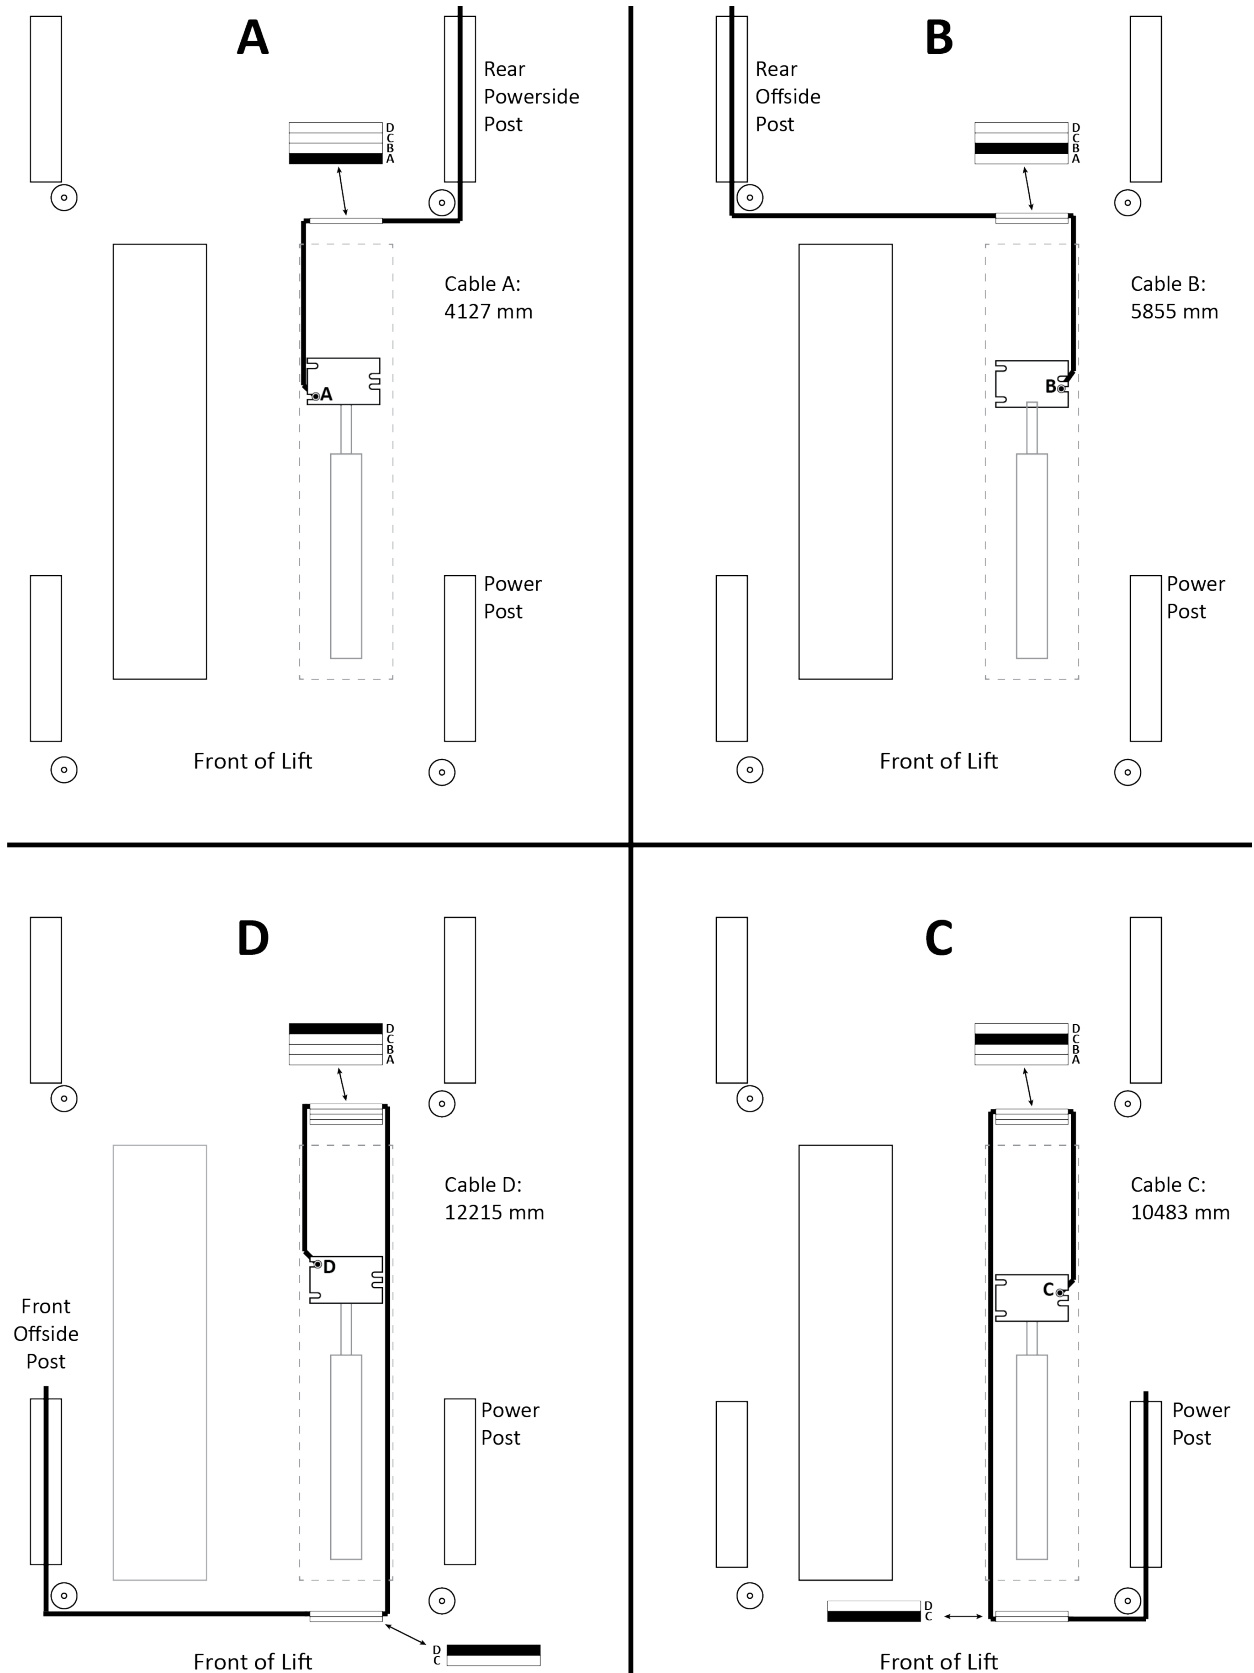 A
Rear
Powerside
Post
D
C
B
A
Cable A:
4127 mm
A
Power
Post
Front of Lift
B
Rear
Offside
Post
D
C
B
A
Cable B:
5855 mm
B
Power
Post
Front of Lift
D
D
C
B
A
Cable D:
12215 mm
D
Front
Offside
Post
Power
Post
D
C
Front of Lift
C
D
C
B
A
Cable C:
10483 mm
C
Power
Post
D
C
Front of Lift